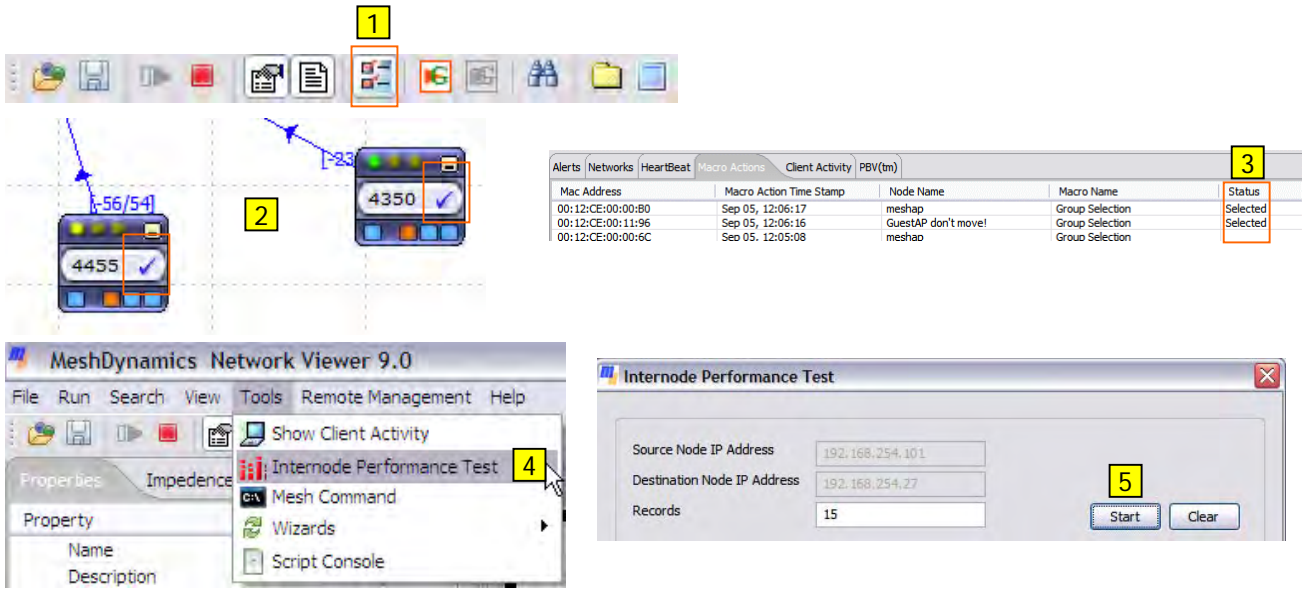 1
[-56/54]
[-23
4350
2
4455
3
Alerts Networks HeartBeat Macro Actions Client Activity PBV(tm)
Mac Address Macro Action Time Stamp Node Name Macro Name Status
00:12:CE:00:00:B0 Sep 05, 12:06:17 meshap Group Selection Selected
00:12:CE:00:11:96 Sep 05, 12:06:16 GuestAP don't move! Group Selection Selected
00:12:CE:00:00:6C Sep 05, 12:05:08 meshap Group Selection
MeshDynamics Network Viewer 9.0
File Run Search View Tools Remote Management Help
Show Client Activity
Internode Performance Test 4
Mesh Command
Wizards
Script Console
Properties Impedence
Property
Name
Description
Internode Performance Test
Source Node IP Address 192.168.254.101
Destination Node IP Address 192.168.254.27
Records 15
5
Start Clear